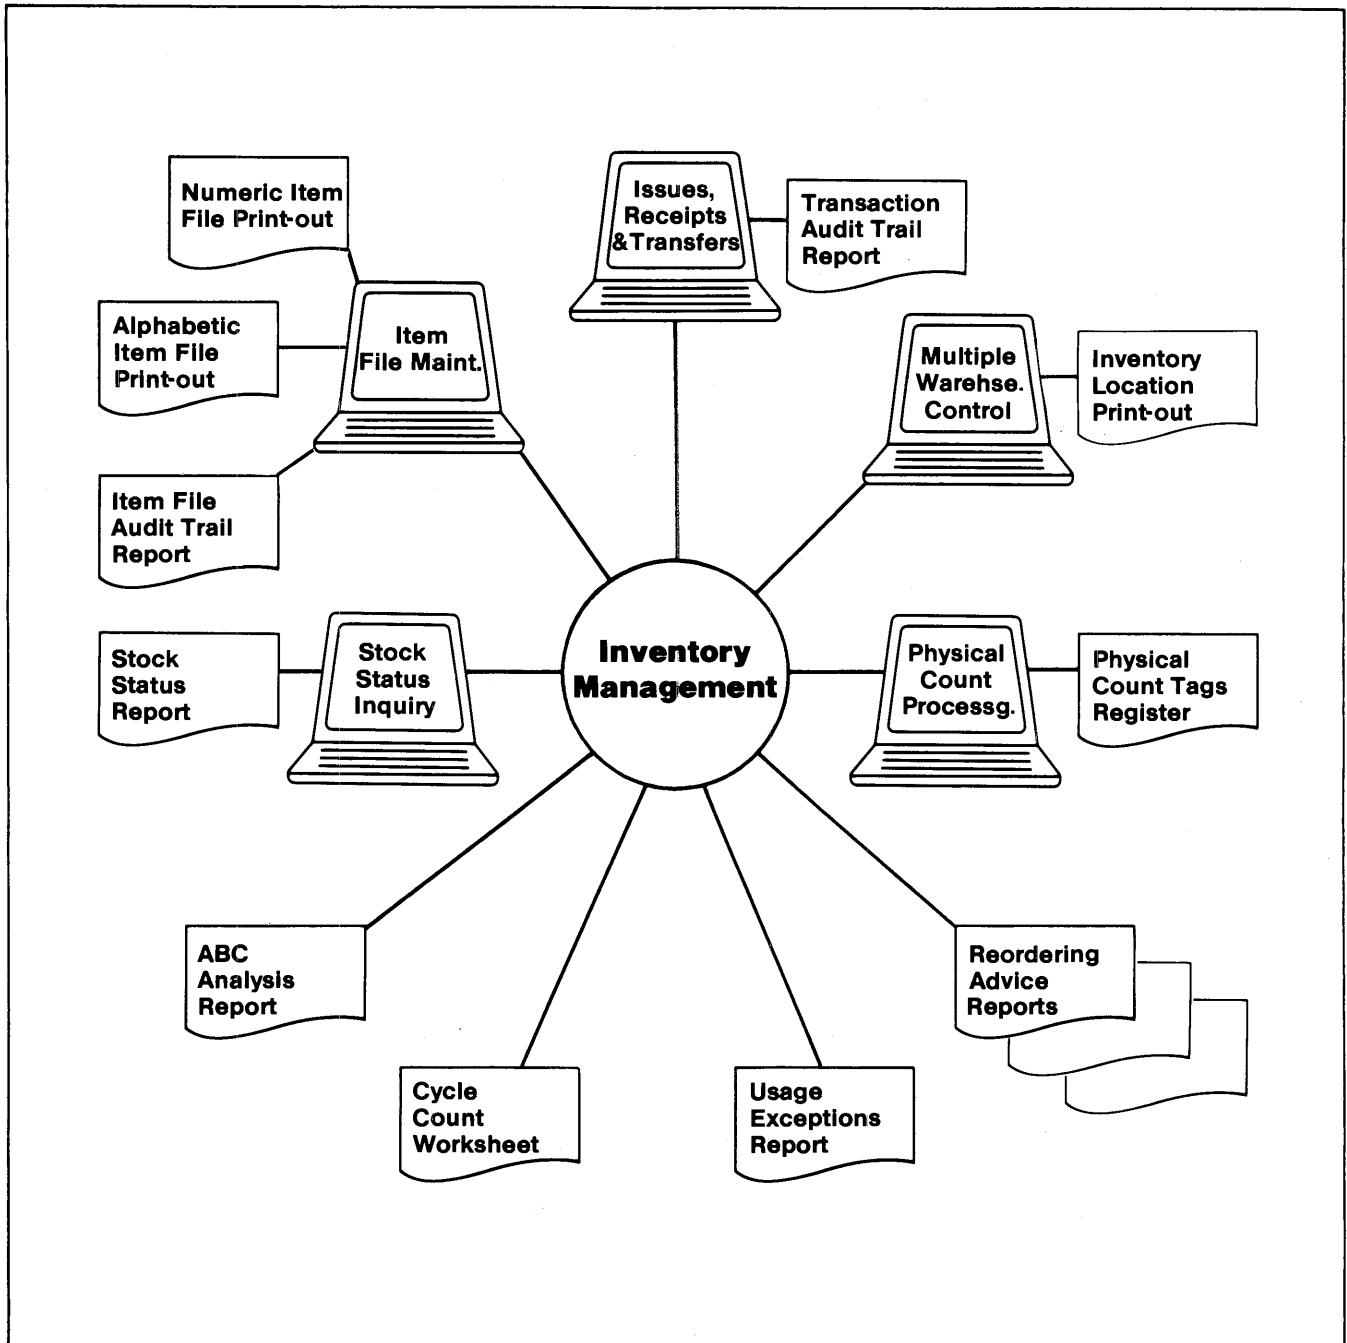 Numeric Item
File Print-out
Issues,
Receipts
&Transfers
Transaction
Audit Trail
Report
Alphabetic
Item File
Print-out
Item
File Maint.
Multiple
Warehse.
Control
Inventory
Location
Print-out
Item File
Audit Trail
Report
Stock
Status
Report
Stock
Status
Inquiry
Inventory
Management
Physical
Count
Processg.
Physical
Count Tags
Register
ABC
Analysis
Report
Reordering
Advice
Reports
Cycle
Count
Worksheet
Usage
Exceptions
Report